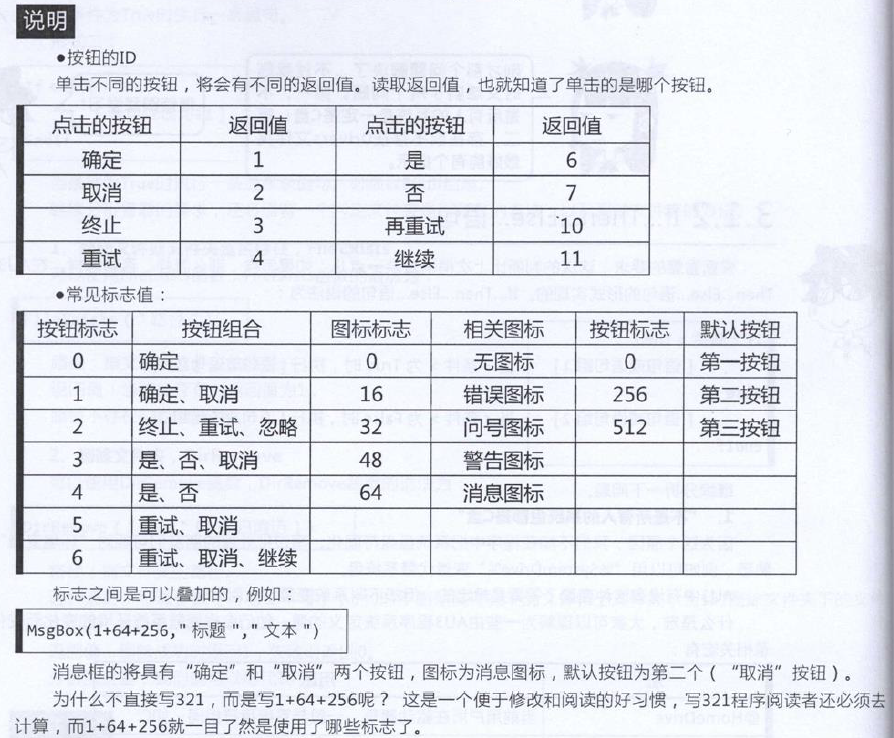 说明
●按钮的ID
单击不同的按钮，将会有不同的返回值。读取返回值，也就知道了单击的是哪个按钮。
点击的按钮 返回值 点击的按钮 返回值
确定 1 是 6
取消 2 否 7
终止 3 再重试 10
重试 4 继续 11
●常见标志值：
按钮标志 按钮组合 图标标志 相关图标 按钮标志 默认按钮
0 确定 0 无图标 0 第一按钮
1 确定、取消 16 错误图标 256 第二按钮
2 终止、重试、忽略 32 问号图标 512 第三按钮
3 是、否、取消 48 警告图标
4 是、否 64 消息图标
5 重试、取消
6 重试、取消、继续
标志之间是可以叠加的，例如：
MsgBox(1+64+256," 标题 "," 文本 ")
消息框的将具有“确定”和“取消”两个按钮，图标为消息图标，默认按钮为第二个（“取消”按钮）。
为什么不直接写321，而是写1+64+256呢？ 这是一个便于修改和阅读的好习惯，写321程序阅读者还必须去
计算，而1+64+256就一目了然是使用了哪些标志了。